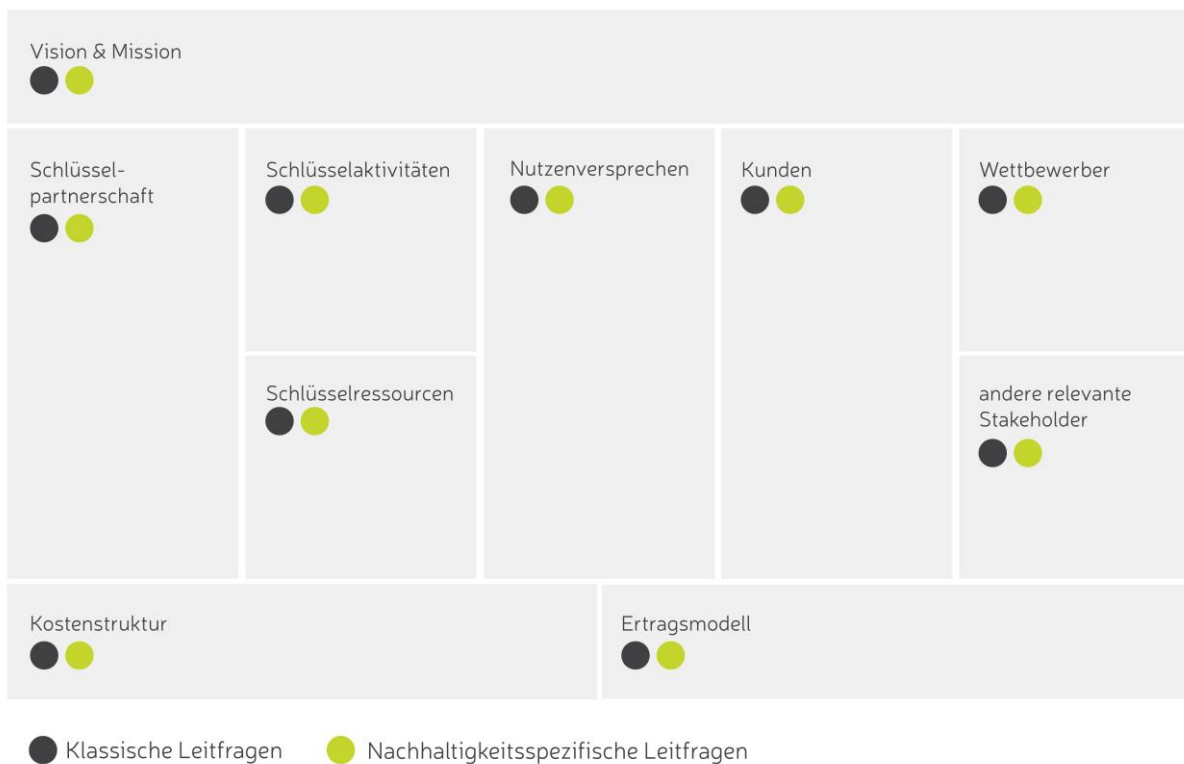 Vision & Mission
Schlüssel-
partnerschaft
Schlüsselaktivitäten
Nutzenversprechen
Kunden
Wettbewerber
Schlüsselressourcen
andere relevante
Stakeholder
Kostenstruktur
Ertragsmodell
Klassische Leitfragen
Nachhaltigkeitsspezifische Leitfragen